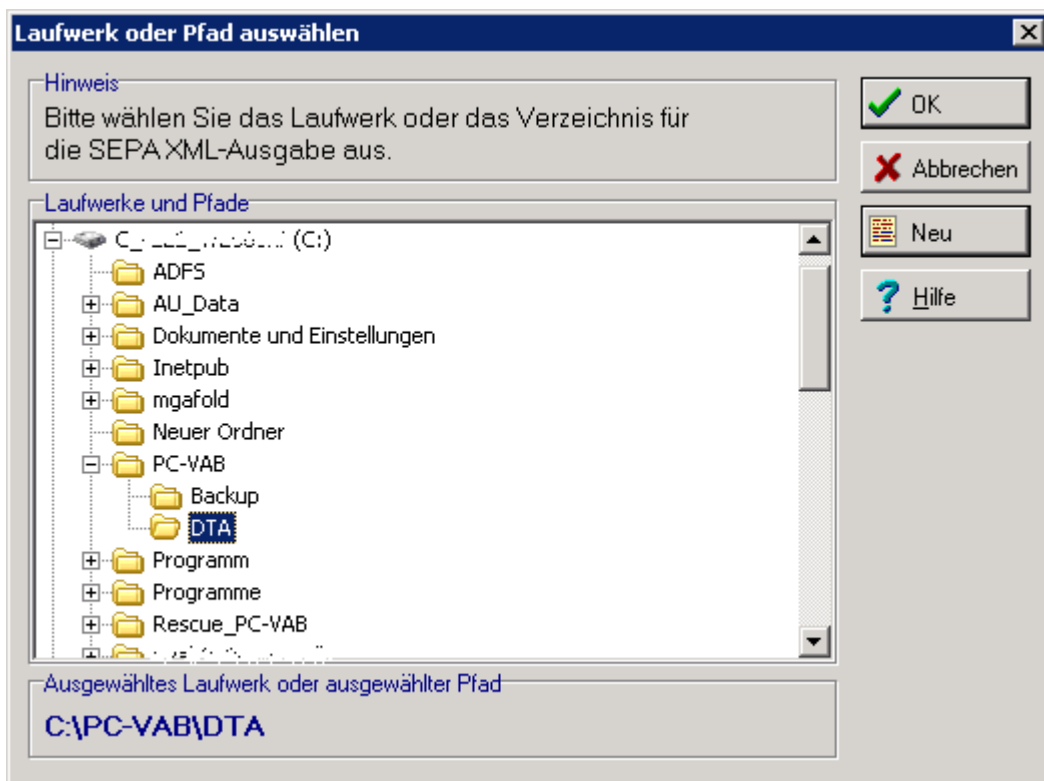 Laufwerk oder Pfad auswählen
Hinweis
Bitte wählen Sie das Laufwerk oder das Verzeichnis für
die SEPA XML-Ausgabe aus.
OK
Abbrechen
Neu
Hilfe
Laufwerke und Pfade
(C:)
ADFS
AU_Data
Dokumente und Einstellungen
Inetpub
mgafold
Neuer Ordner
PC-VAB
Backup
DTA
Programm
Programme
Rescue_PC-VAB
Ausgewähltes Laufwerk oder ausgewählter Pfad
C:\PC-VAB\DTA